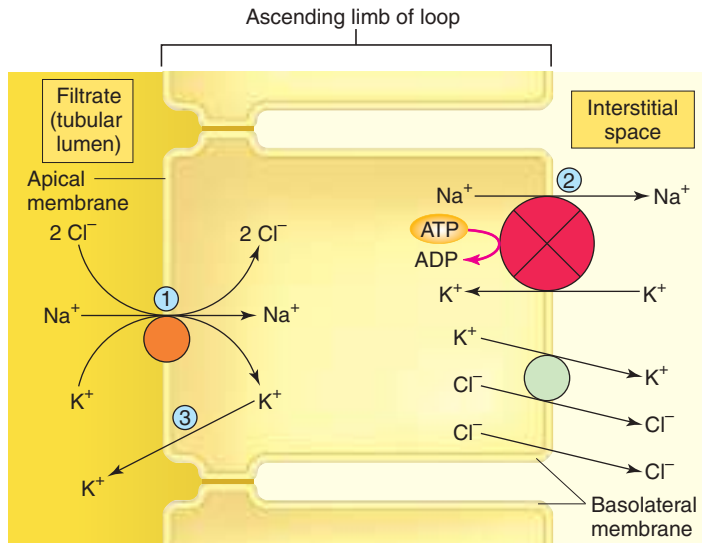 Ascending limb of loop
Filtrate
(tubular
lumen)
Interstitial
space
Apical
membrane
2 Cl⁻
2 Cl⁻
1
Na⁺
Na⁺
K⁺
K⁺
3
K⁺
2
Na⁺
Na⁺
ATP
ADP
K⁺
K⁺
K⁺
K⁺
Cl⁻
Cl⁻
Cl⁻
Cl⁻
Basolateral
membrane